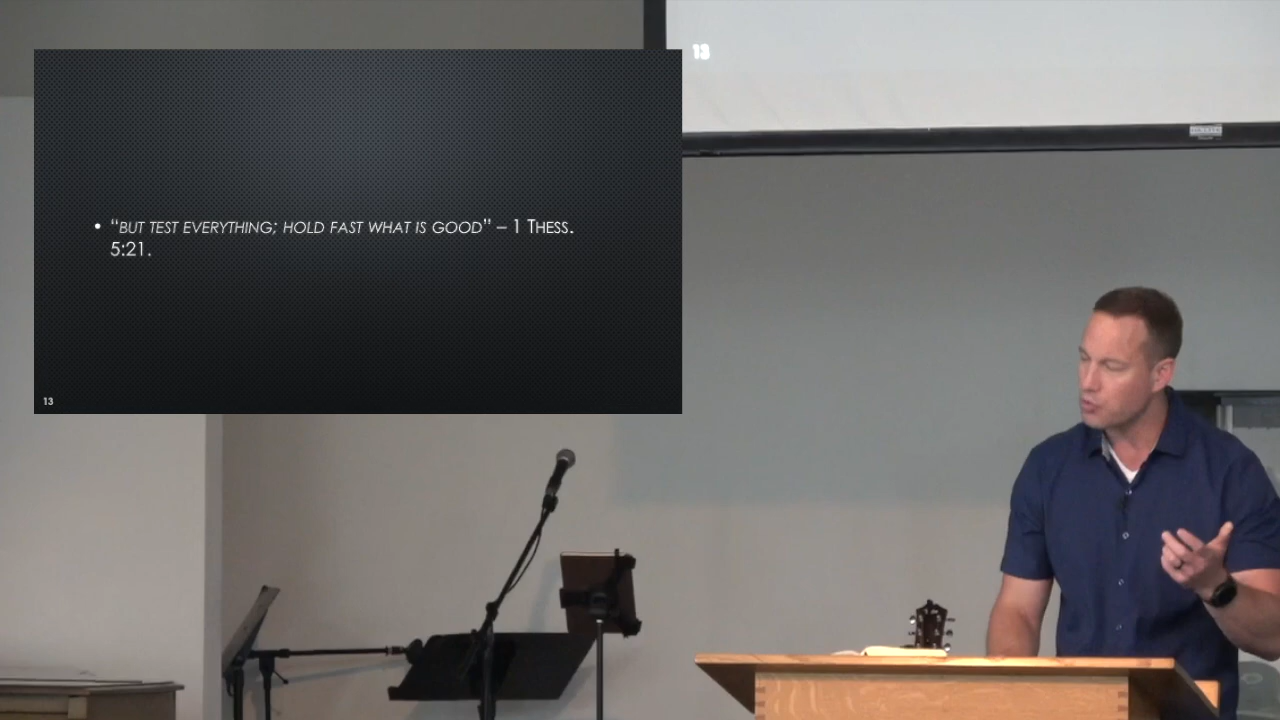 • “BUT TEST EVERYTHING; HOLD FAST WHAT IS GOOD” – 1 THESS.
5:21.
13
13